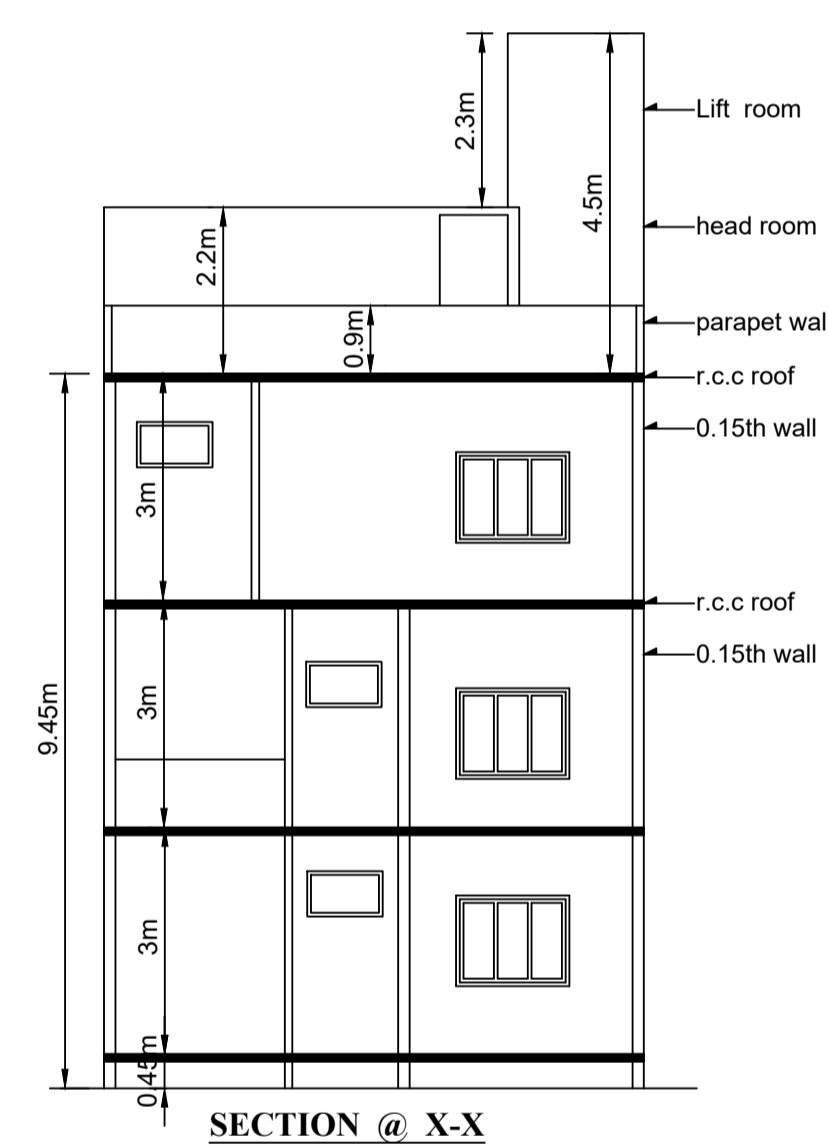 2.3m
Lift room
4.5m
head room
2.2m
0.9m
parapet wal
r.c.c roof
0.15th wall
3m
r.c.c roof
0.15th wall
3m
9.45m
3m
0.45m
SECTION @ X-X